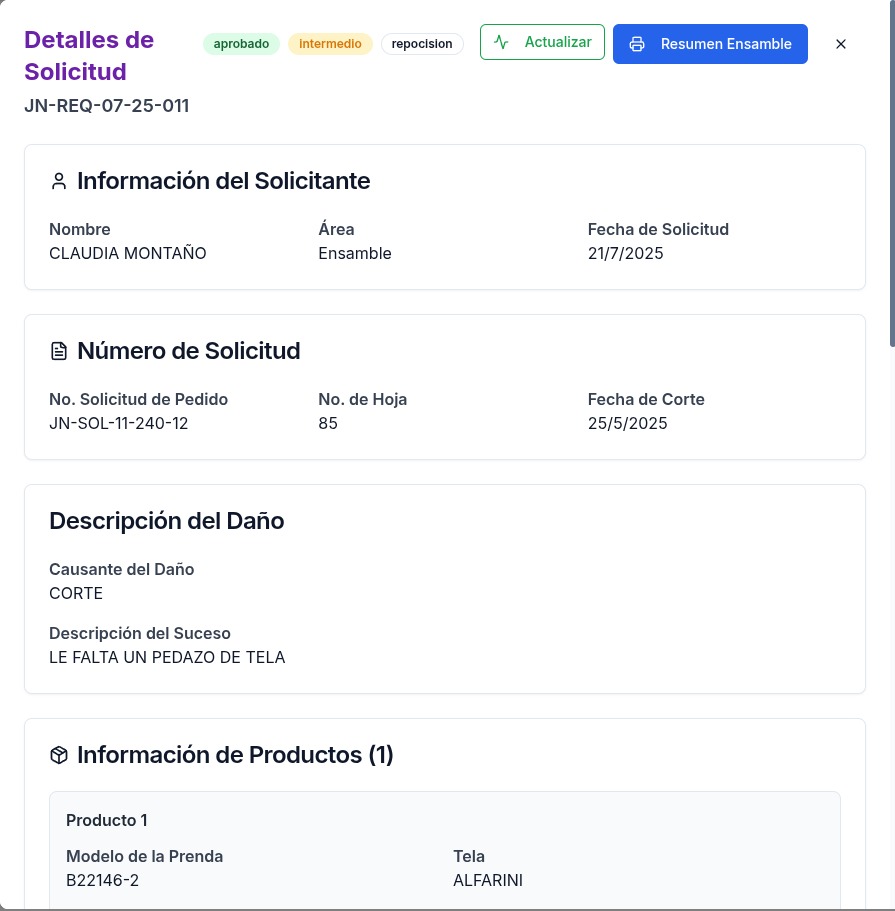 Detalles de
Solicitud
aprobado intermedio repocision Actualizar Resumen Ensamble
JN-REQ-07-25-011
Información del Solicitante
Nombre Área Fecha de Solicitud
CLAUDIA MONTAÑO Ensamble 21/7/2025
Número de Solicitud
No. Solicitud de Pedido No. de Hoja Fecha de Corte
JN-SOL-11-240-12 85 25/5/2025
Descripción del Daño
Causante del Daño
CORTE
Descripción del Suceso
LE FALTA UN PEDAZO DE TELA
Información de Productos (1)
Producto 1
Modelo de la Prenda Tela
B22146-2 ALFARINI